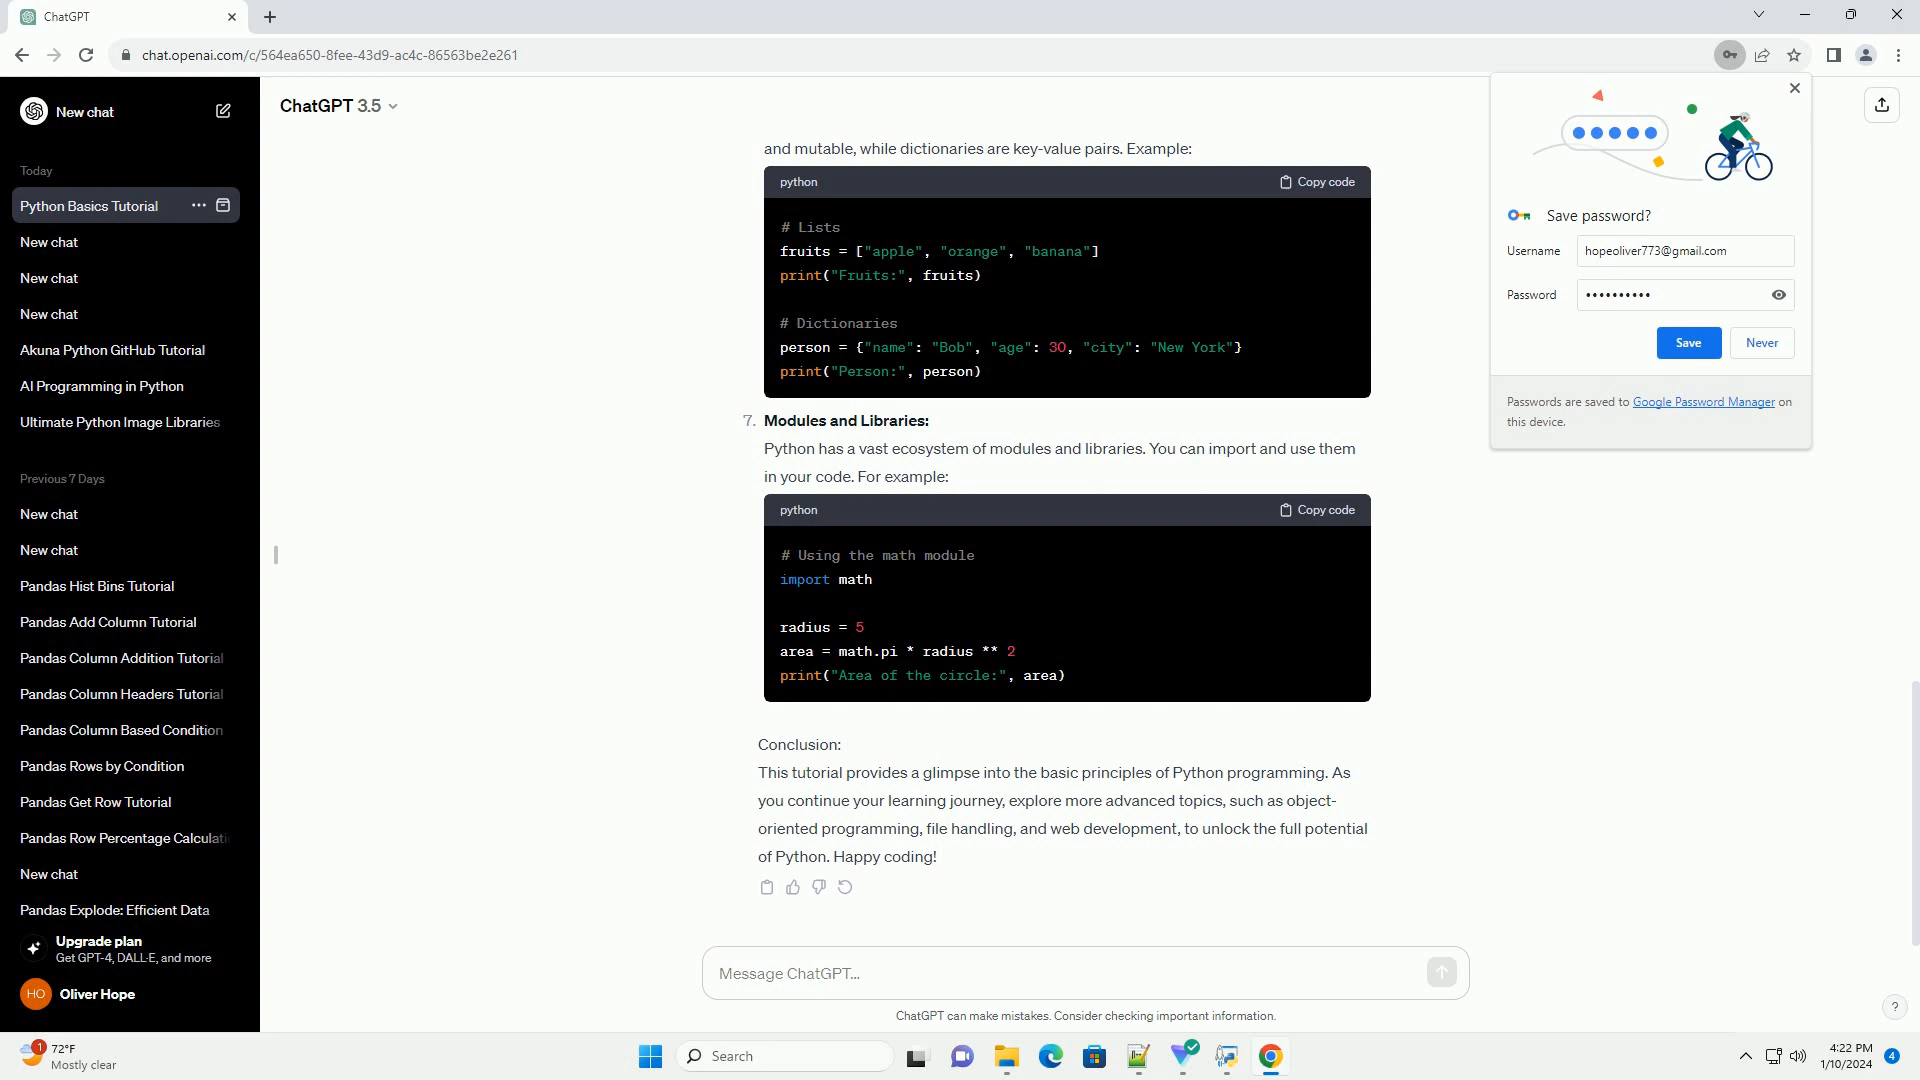 ChatGPT
chat.openai.com/c/564ea650-8fee-43d9-ac4c-86563be2e261
New chat
Today
Python Basics Tutorial
New chat
New chat
New chat
Akuna Python GitHub Tutorial
AI Programming in Python
Ultimate Python Image Libraries
Previous 7 Days
New chat
New chat
Pandas Hist Bins Tutorial
Pandas Add Column Tutorial
Pandas Column Addition Tutorial
Pandas Column Headers Tutorial
Pandas Column Based Condition
Pandas Rows by Condition
Pandas Get Row Tutorial
Pandas Row Percentage Calculati
New chat
Pandas Explode: Efficient Data
Upgrade plan
Get GPT-4, DALL·E, and more
HO Oliver Hope
ChatGPT 3.5
and mutable, while dictionaries are key-value pairs. Example:
python Copy code
# Lists
fruits = ["apple", "orange", "banana"]
print("Fruits:", fruits)
# Dictionaries
person = {"name": "Bob", "age": 30, "city": "New York"}
print("Person:", person)
7. Modules and Libraries:
Python has a vast ecosystem of modules and libraries. You can import and use them
in your code. For example:
python Copy code
# Using the math module
import math
radius = 5
area = math.pi * radius ** 2
print("Area of the circle:", area)
Conclusion:
This tutorial provides a glimpse into the basic principles of Python programming. As
you continue your learning journey, explore more advanced topics, such as object-
oriented programming, file handling, and web development, to unlock the full potential
of Python. Happy coding!
Message ChatGPT...
ChatGPT can make mistakes. Consider checking important information.
?
Save password?
Username hopeoliver773@gmail.com
Password ••••••••••
Save Never
Passwords are saved to Google Password Manager on
this device.
1
72°F
Mostly clear
Search
4:22 PM
1/10/2024
4